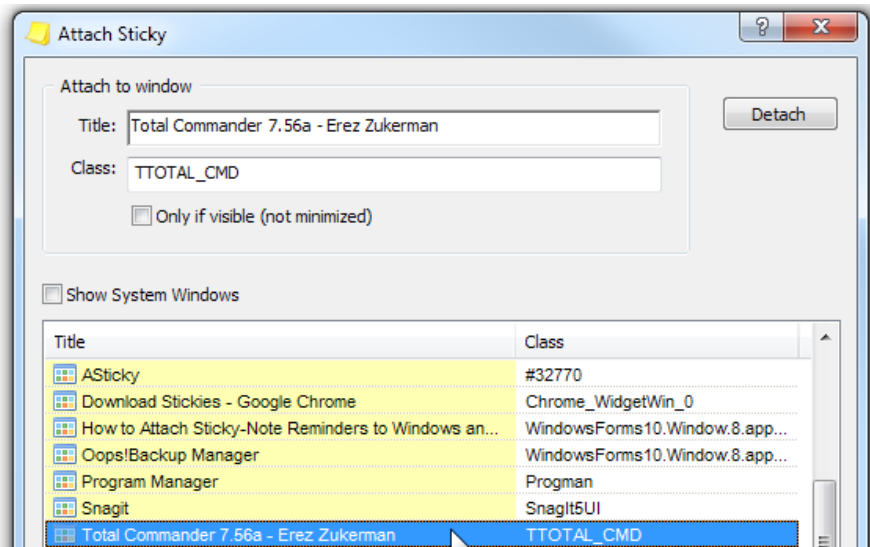 Attach Sticky
Attach to window
Title: Total Commander 7.56a - Erez Zukerman
Detach
Class: TTOTAL_CMD
Only if visible (not minimized)
Show System Windows
Title Class
ASticky #32770
Download Stickies - Google Chrome Chrome_WidgetWin_0
How to Attach Sticky-Note Reminders to Windows an... WindowsForms10.Window.8.app...
Oops!Backup Manager WindowsForms10.Window.8.app...
Program Manager Progman
Snagit SnagIt5UI
Total Commander 7.56a - Erez Zukerman TTOTAL_CMD